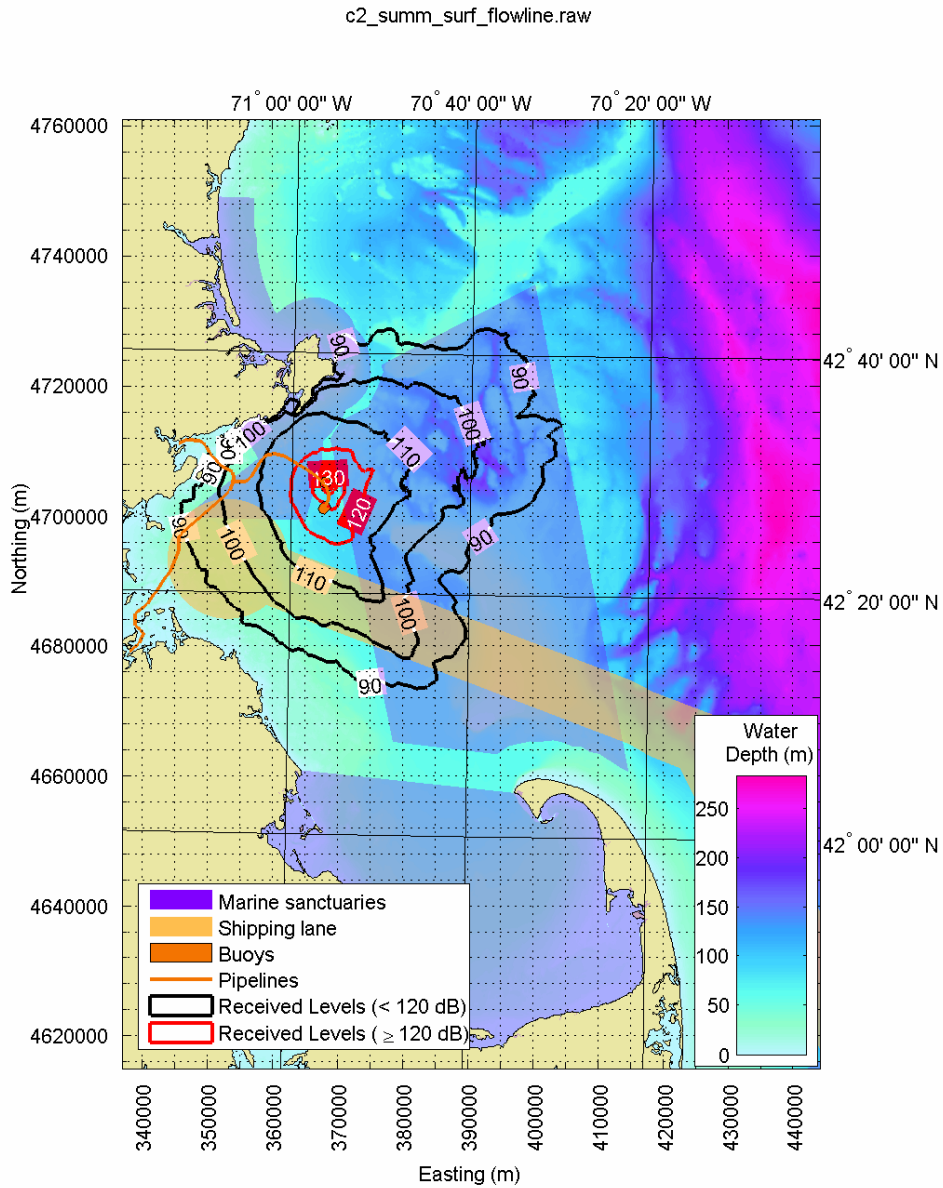 c2_summ_surf_flowline.raw
71° 00' 00" W
70° 40' 00" W
70° 20' 00" W
4760000
4740000
4720000
4700000
4680000
4660000
4640000
4620000
Northing (m)
42° 40' 00" N
42° 20' 00" N
42° 00' 00" N
90
90
100
100
110
90
130
120
90
100
90
110
100
90
Water
Depth (m)
250
200
150
100
50
0
Marine sanctuaries
Shipping lane
Buoys
Pipelines
Received Levels (< 120 dB)
Received Levels ( ≥ 120 dB)
340000
350000
360000
370000
380000
390000
400000
410000
420000
430000
440000
Easting (m)